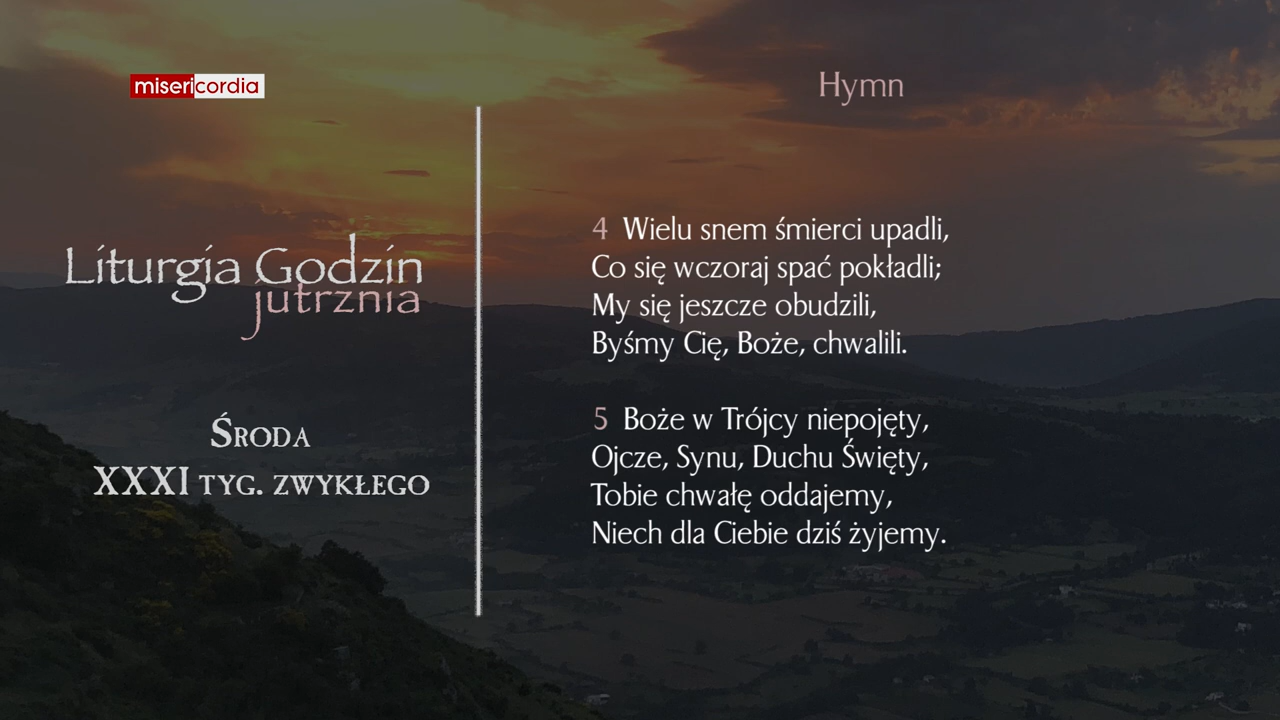 misericordia
Liturgia Godzin
jutrznia
Środa
XXXI tyg. zwykłego
Hymn
4 Wielu snem śmierci upadli,
Co się wczoraj spać pokładli;
My się jeszcze obudzili,
Byśmy Cię, Boże, chwalili.
5 Boże w Trójcy niepojęty,
Ojcze, Synu, Duchu Święty,
Tobie chwałę oddajemy,
Niech dla Ciebie dziś żyjemy.